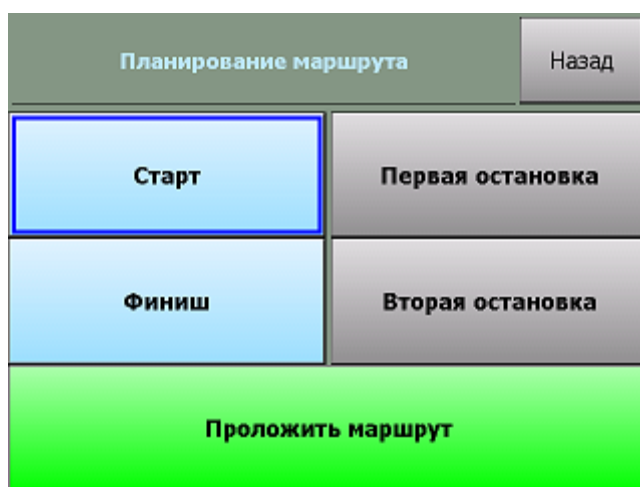 Планирование маршрута
Назад
Старт
Первая остановка
Финиш
Вторая остановка
Проложить маршрут